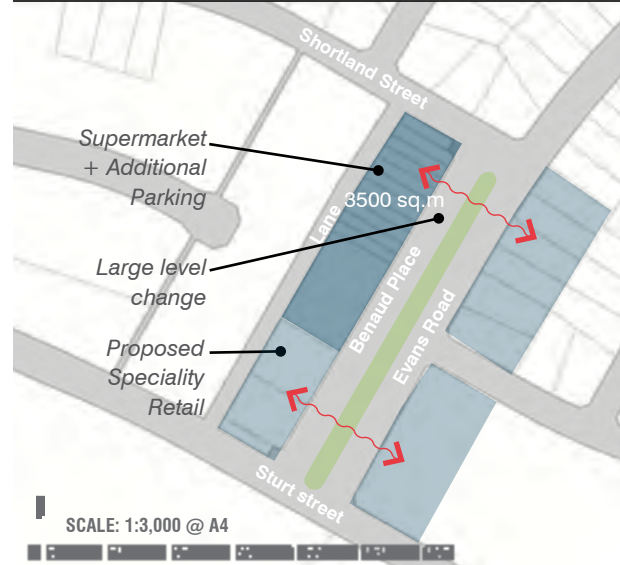 Shortland Street
Supermarket
+ Additional
Parking
3500 sq.m
Lane
Large level
change
Benaud Place
Evans Road
Proposed
Speciality
Retail
Sturt street
SCALE: 1:3,000 @ A4